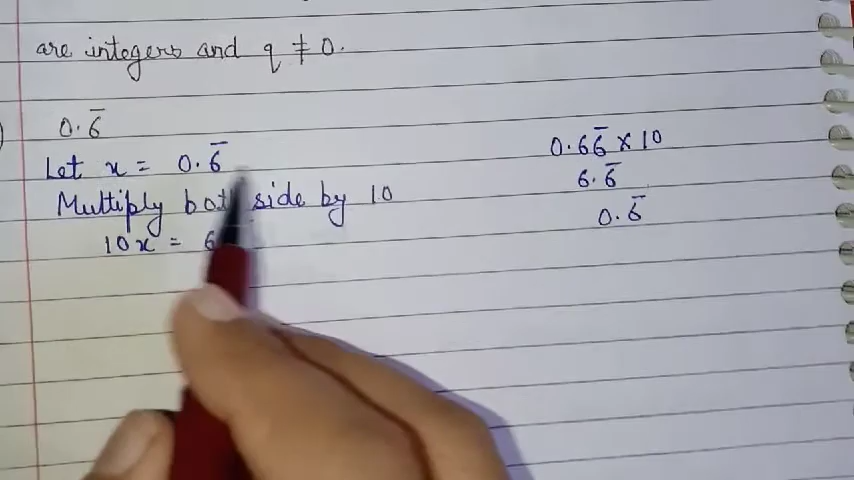 are integers and q ≠ 0.
0.6̅
Let x = 0.6̅
Multiply both side by 10
10x = 6
0.66̅ × 10
6.6̅
0.6̅